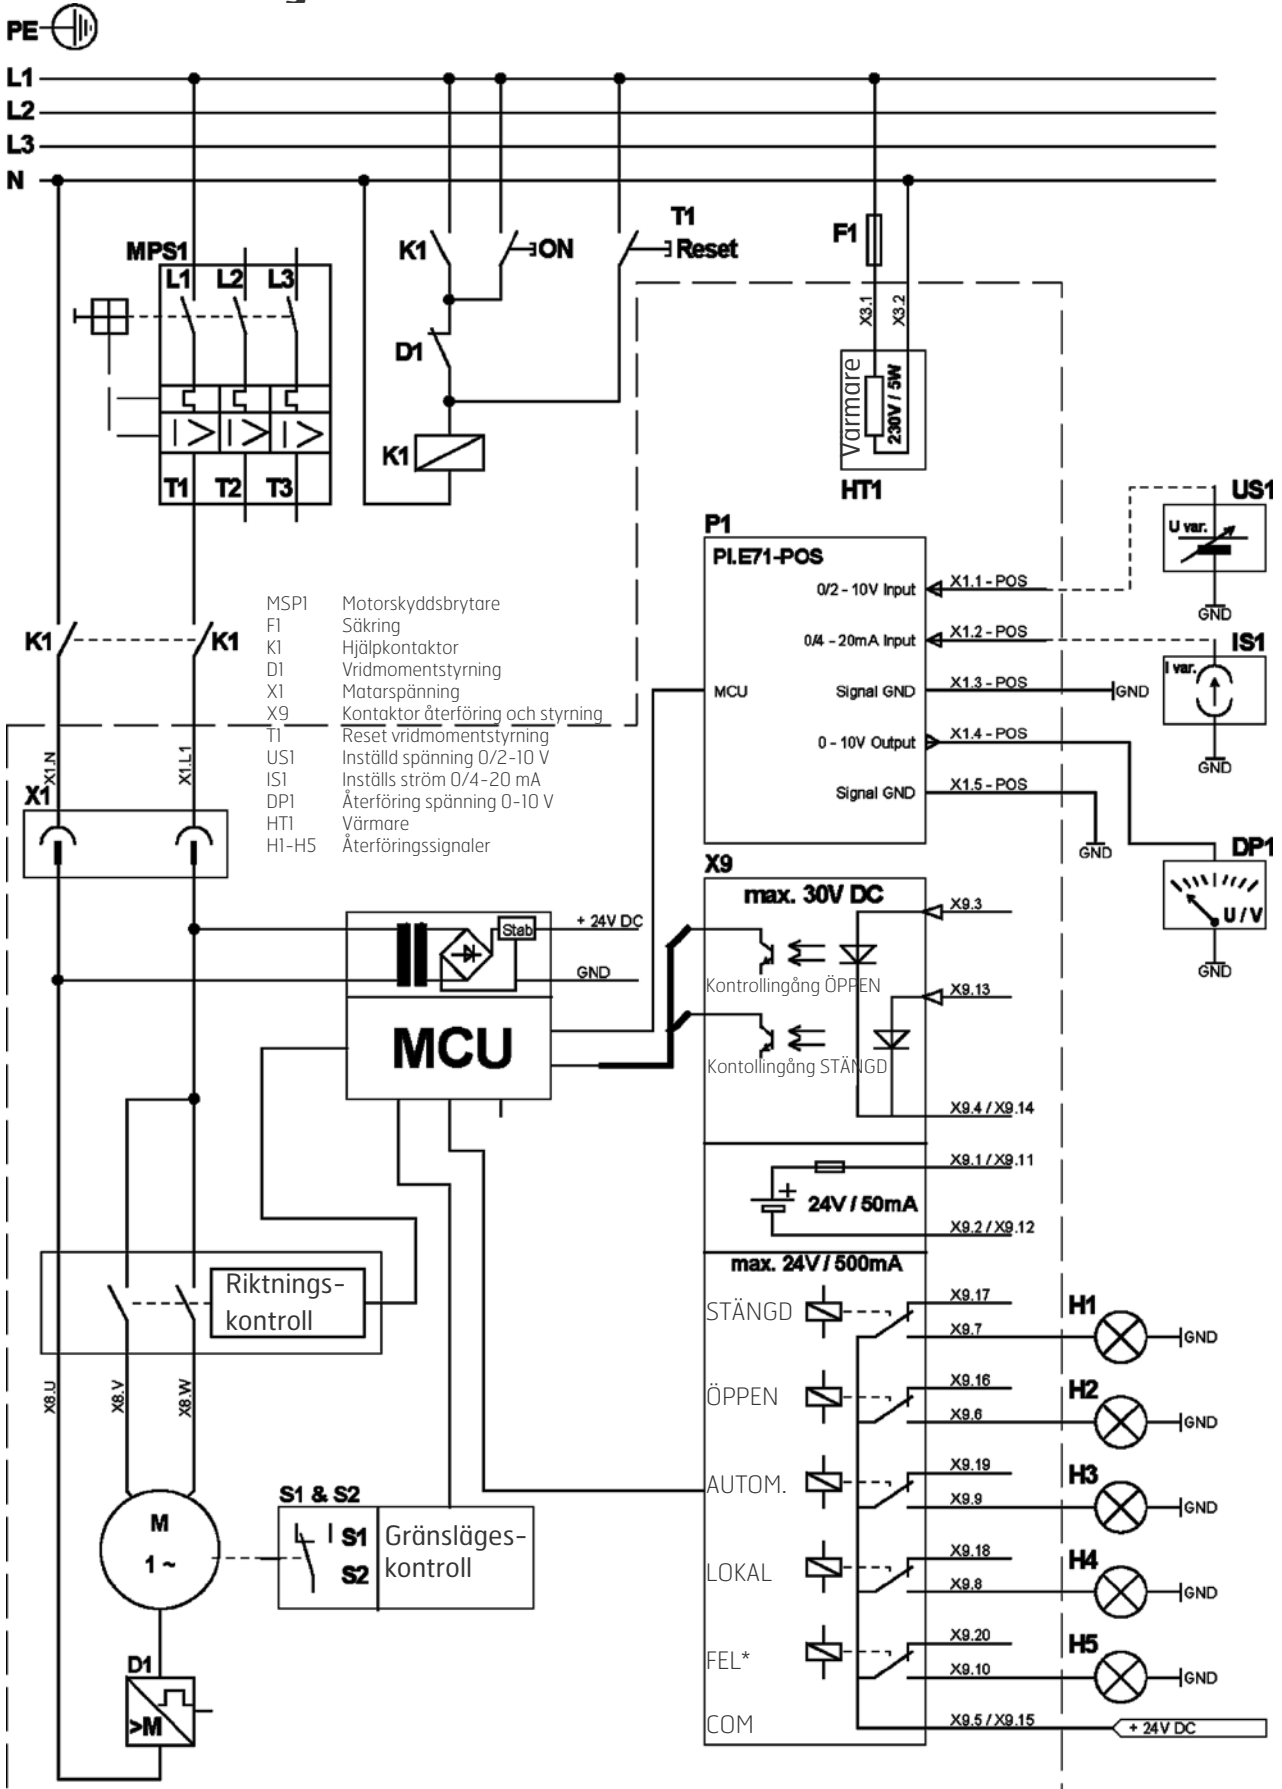 PE
L1
L2
L3
N
MPS1
L1 L2 L3
T1 T2 T3
K1
ON
T1
Reset
D1
K1
F1
X3.1
X3.2
Värmare
230V / 5W
HT1
P1
PI.E71-POS
0/2 - 10V Input
0/4 - 20mA Input
MCU
Signal GND
0 - 10V Output
Signal GND
X1.1 - POS
X1.2 - POS
X1.3 - POS
GND
X1.4 - POS
X1.5 - POS
GND
US1
U var.
GND
IS1
I var.
GND
DP1
U / V
GND
K1
K1
MSP1 Motorskyddsbrytare
F1 Säkring
K1 Hjälpkontaktor
D1 Vridmomentstyrning
X1 Matarspänning
X9 Kontaktor återföring och styrning
T1 Reset vridmomentstyrning
US1 Inställd spänning 0/2-10 V
IS1 Inställs ström 0/4-20 mA
DP1 Återföring spänning 0-10 V
HT1 Värmare
H1-H5 Återföringssignaler
X1.N
X1.L1
X1
Stab
+ 24V DC
GND
MCU
X9
max. 30V DC
X9.3
Kontrollingång ÖPPEN
X9.13
Kontollingång STÄNGD
X9.4 / X9.14
X9.1 / X9.11
+
24V / 50mA
X9.2 / X9.12
max. 24V / 500mA
STÄNGD
X9.17
X9.7
H1
GND
ÖPPEN
X9.16
X9.6
H2
GND
AUTOM.
X9.19
X9.9
H3
GND
LOKAL
X9.18
X9.8
H4
GND
FEL*
X9.20
X9.10
H5
GND
COM
X9.5 / X9.15
+ 24V DC
Riktnings-
kontroll
X8.U
X8.V
X8.W
M
1 ~
S1 & S2
S1
S2
Gränsläges-
kontroll
D1
>M